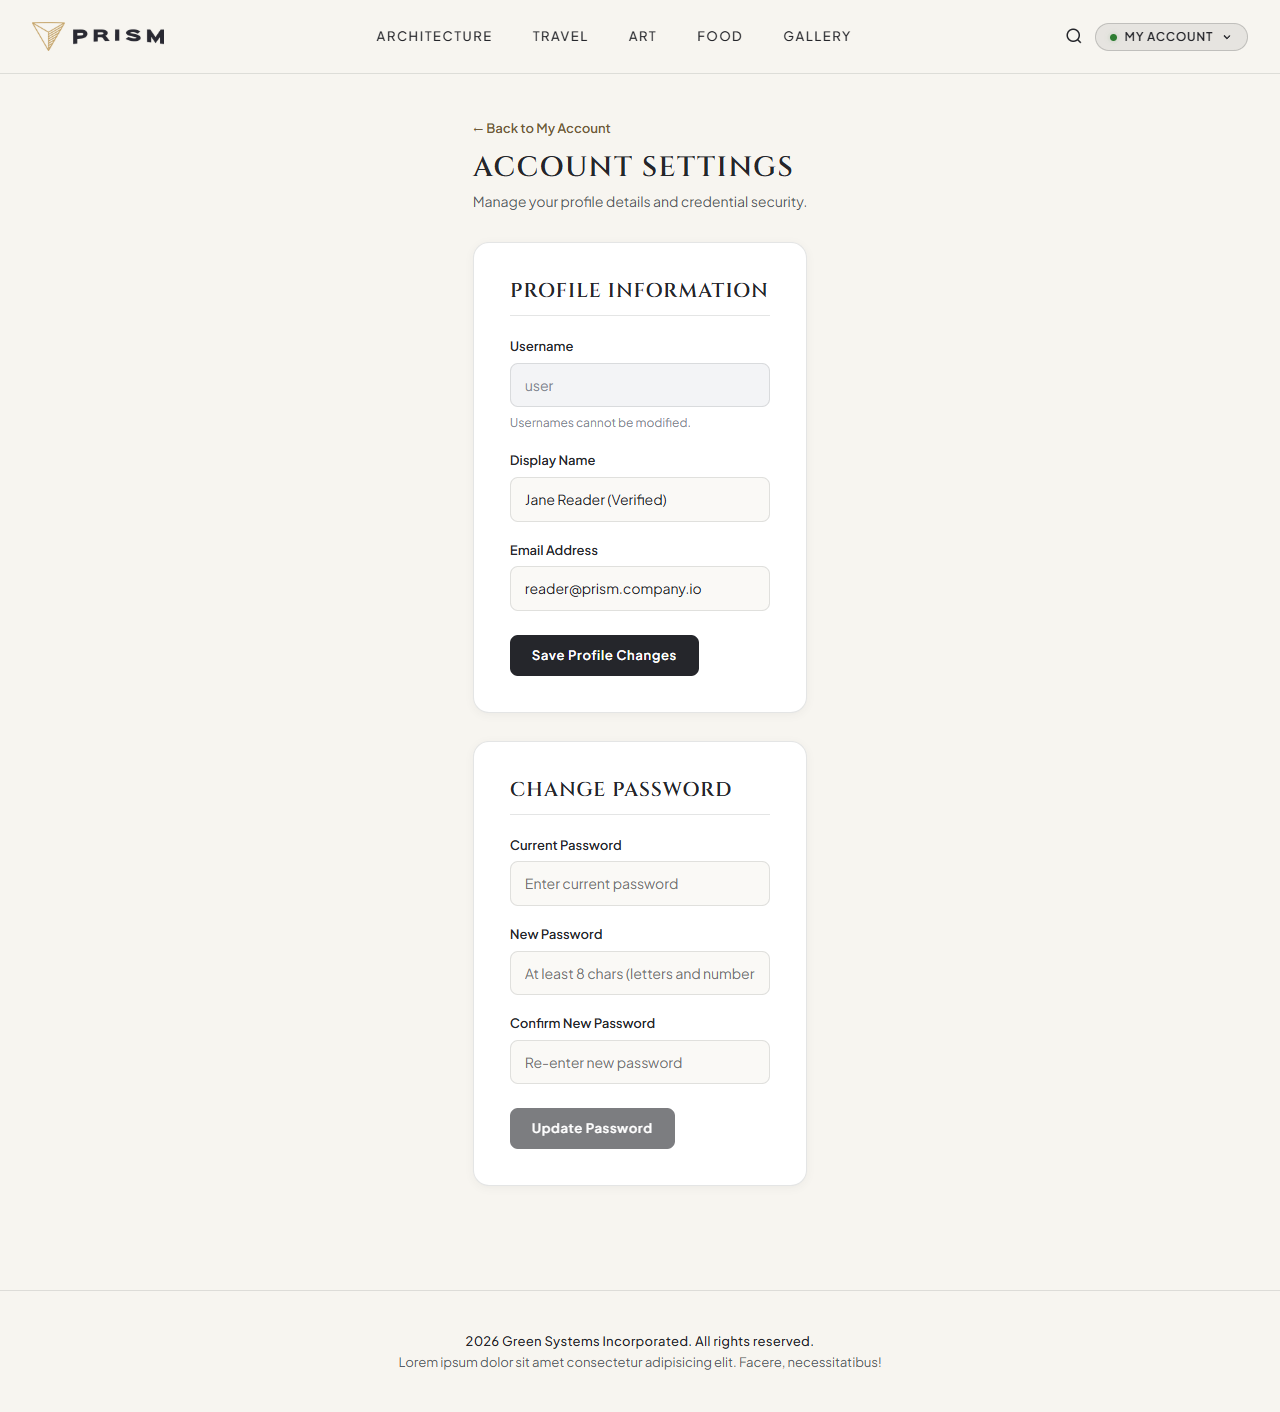 PRISM
ARCHITECTURE TRAVEL ART FOOD GALLERY
MY ACCOUNT
← Back to My Account
ACCOUNT SETTINGS
Manage your profile details and credential security.
PROFILE INFORMATION
Username
user
Usernames cannot be modified.
Display Name
Jane Reader (Verified)
Email Address
reader@prism.company.io
Save Profile Changes
CHANGE PASSWORD
Current Password
Enter current password
New Password
At least 8 chars (letters and number
Confirm New Password
Re-enter new password
Update Password
2026 Green Systems Incorporated. All rights reserved.
Lorem ipsum dolor sit amet consectetur adipisicing elit. Facere, necessitatibus!